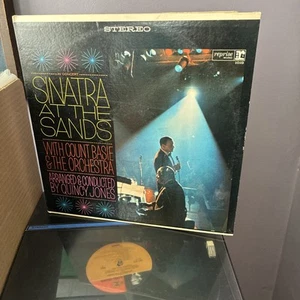 STEREO
reprise
SINATRA
AT THE
SANDS
WITH COUNT BASIE
& THE ORCHESTRA
ARRANGED & CONDUCTED
BY QUINCY JONES